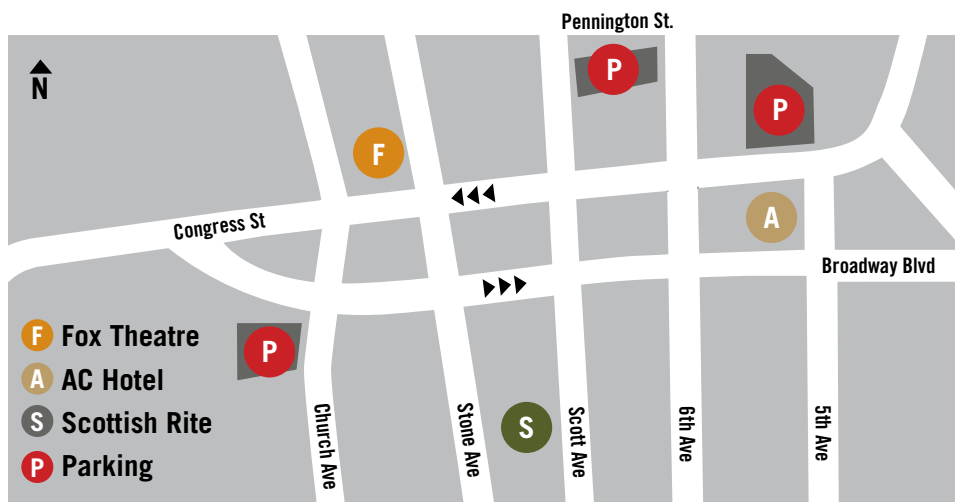 Pennington St.
N
P
P
F
Congress St
A
Broadway Blvd
F Fox Theatre
A AC Hotel
S Scottish Rite
P Parking
P
Church Ave
Stone Ave
S
Scott Ave
6th Ave
5th Ave